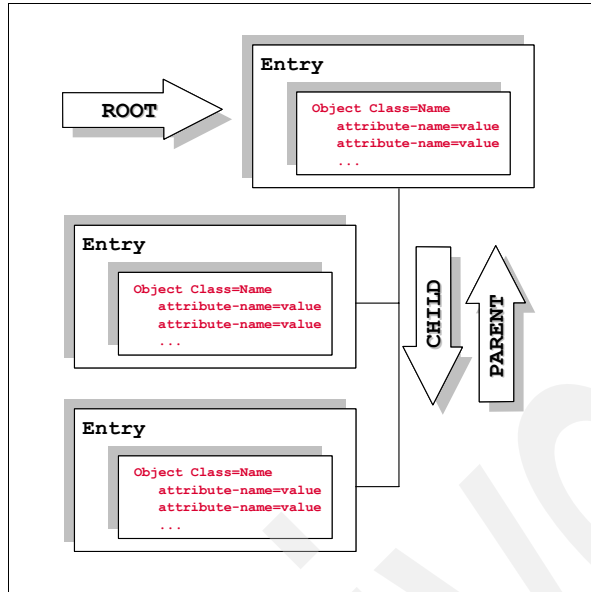 Entry
ROOT
Object Class=Name
attribute-name=value
attribute-name=value
...
Entry
Object Class=Name
attribute-name=value
attribute-name=value
...
CHILD
PARENT
Entry
Object Class=Name
attribute-name=value
attribute-name=value
...